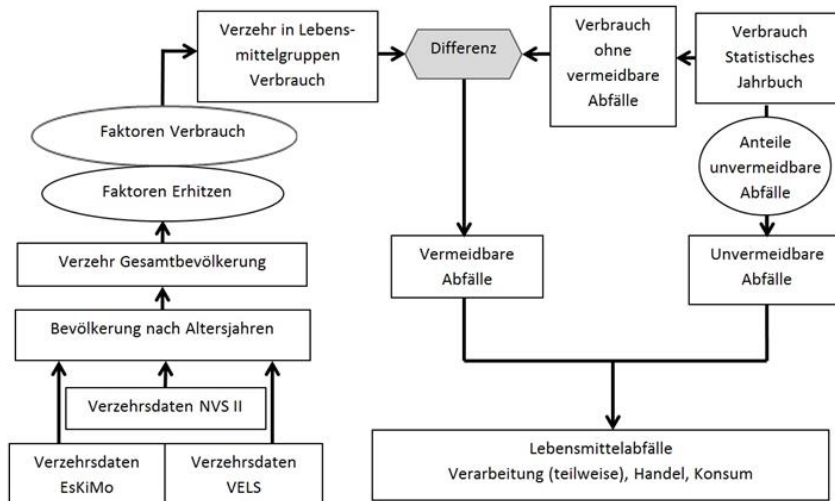 Verzehr in Lebens-
mittelgruppen
Verbrauch
Differenz
Verbrauch
ohne
vermeidbare
Abfälle
Verbrauch
Statistisches
Jahrbuch
Faktoren Verbrauch
Anteile
unvermeidbare
Abfälle
Faktoren Erhitzen
Verzehr Gesamtbevölkerung
Vermeidbare
Abfälle
Unvermeidbare
Abfälle
Bevölkerung nach Altersjahren
Verzehrsdaten NVS II
Verzehrsdaten
EsKiMo
Verzehrsdaten
VELS
Lebensmittelabfälle
Verarbeitung (teilweise), Handel, Konsum